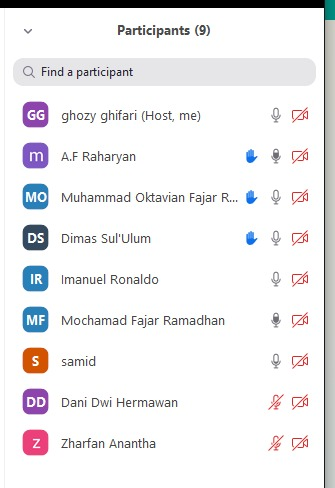 Participants (9)
Find a participant
GG ghozy ghifari (Host, me)
m A.F Raharyan
MO Muhammad Oktavian Fajar R...
DS Dimas Sul'Ulum
IR Imanuel Ronaldo
MF Mochamad Fajar Ramadhan
S samid
DD Dani Dwi Hermawan
Z Zharfan Anantha